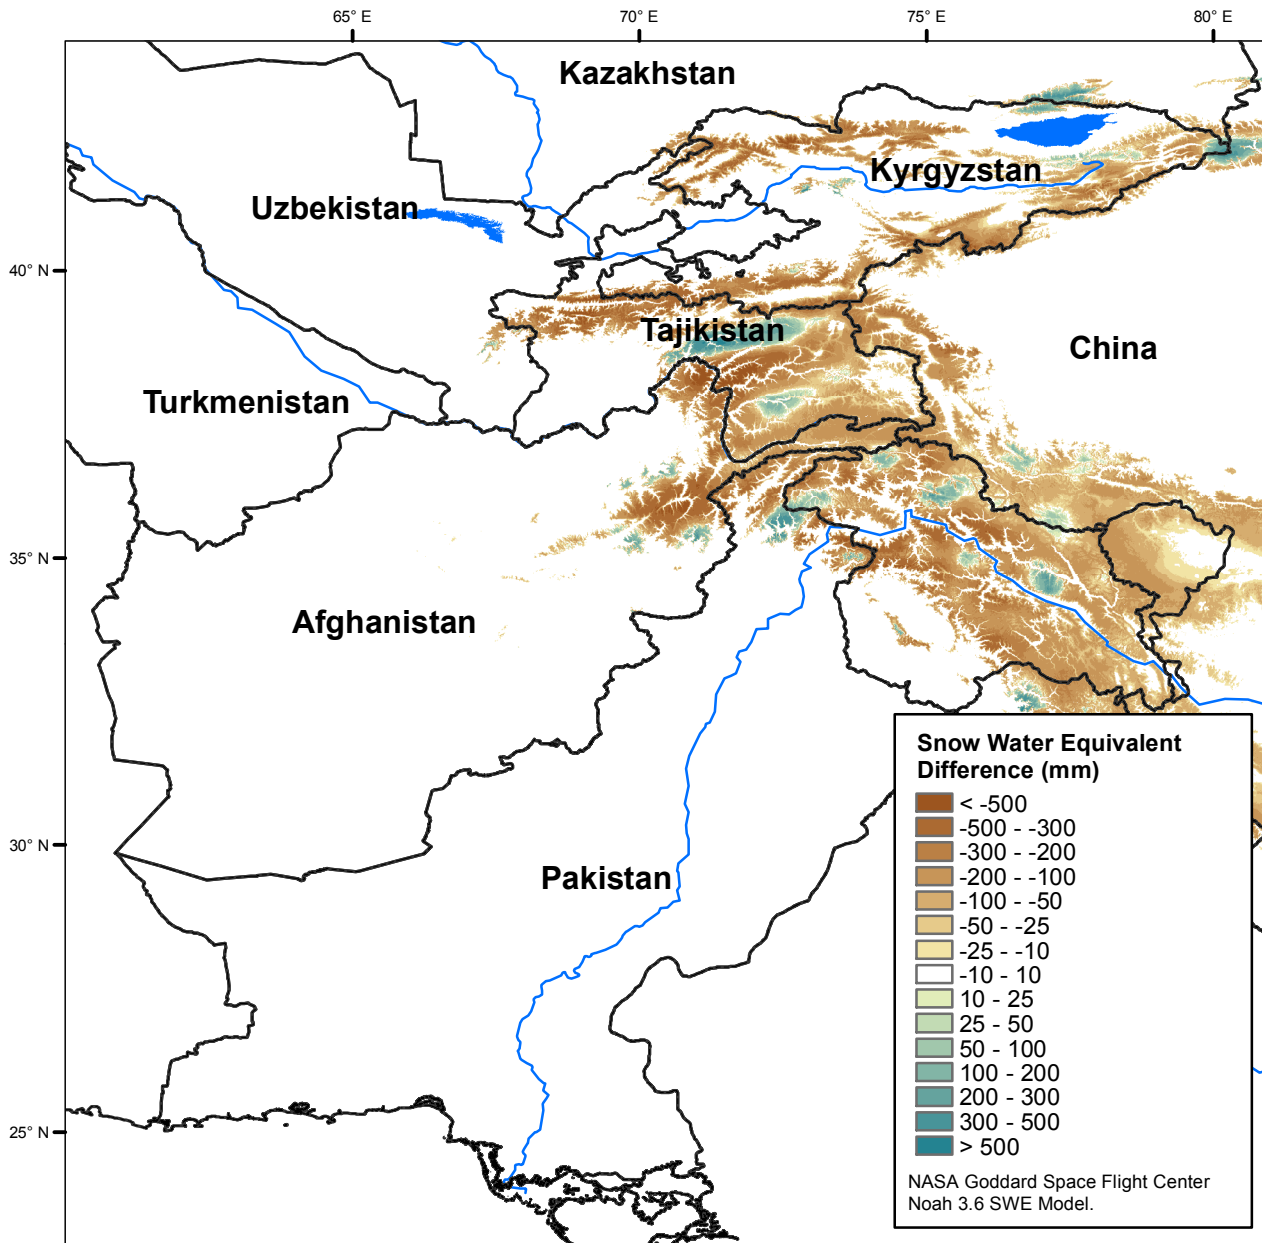 65° E
70° E
75° E
80° E
Kazakhstan
Kyrgyzstan
Uzbekistan
40° N
Tajikistan
China
Turkmenistan
35° N
Afghanistan
Snow Water Equivalent
Difference (mm)
< -500
-500 - -300
-300 - -200
-200 - -100
-100 - -50
-50 - -25
-25 - -10
-10 - 10
10 - 25
25 - 50
50 - 100
100 - 200
200 - 300
300 - 500
> 500
NASA Goddard Space Flight Center
Noah 3.6 SWE Model.
30° N
Pakistan
25° N